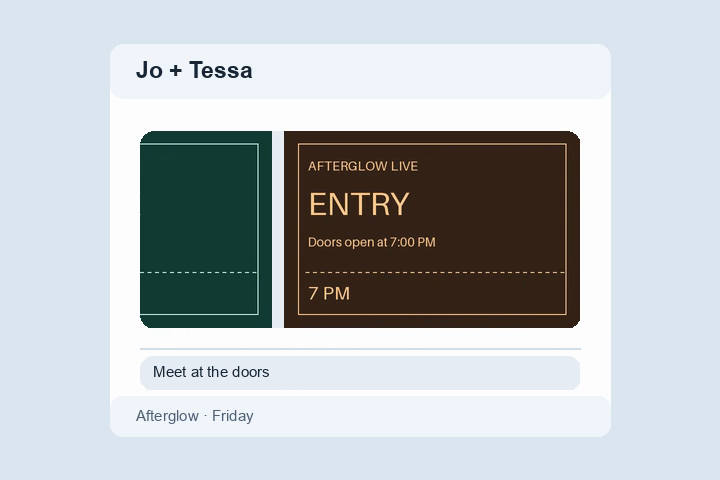 Jo + Tessa
AFTERGLOW LIVE
ENTRY
Doors open at 7:00 PM
7 PM
Meet at the doors
Afterglow · Friday